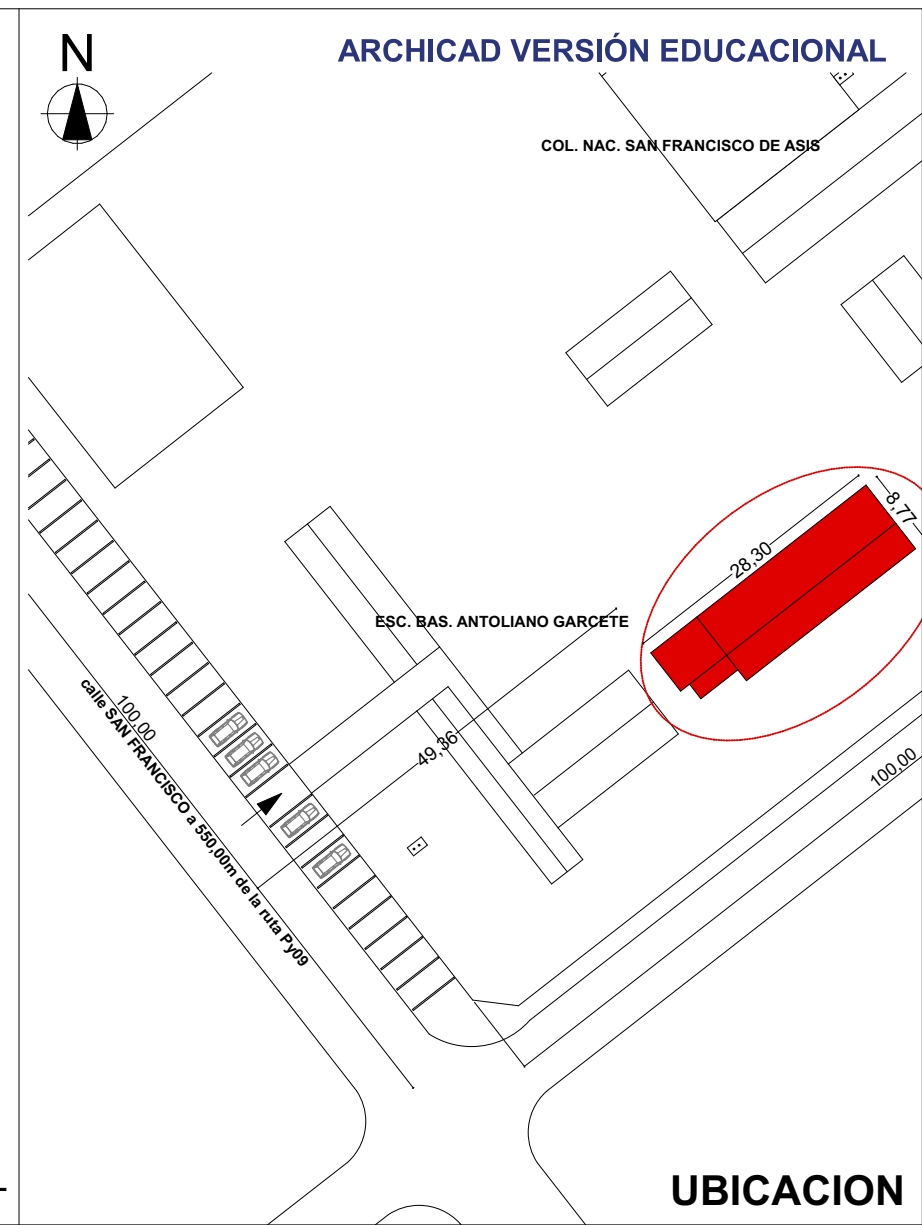 N
ARCHICAD VERSIÓN EDUCACIONAL
COL. NAC. SAN FRANCISCO DE ASIS
8,77
28,30
ESC. BAS. ANTOLIANO GARCETE
100,00
calle SAN FRANCISCO a 550,00m de la ruta Py09
49,36
100,00
UBICACION